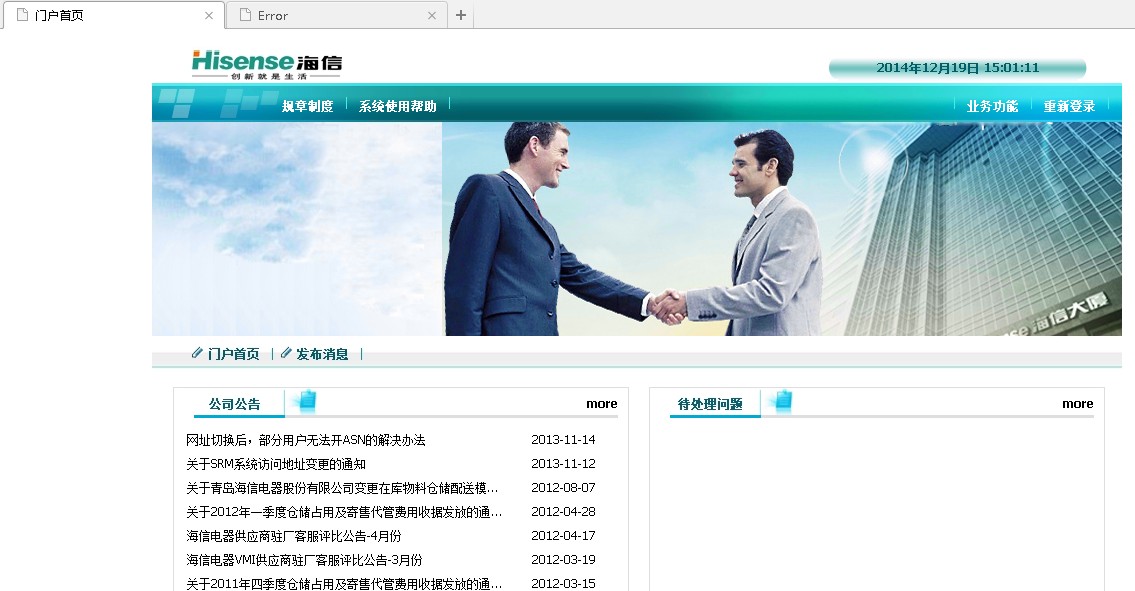 门户首页
Error
Hisense海信
创新就是生活
2014年12月19日 15:01:11
规章制度 系统使用帮助 业务功能 重新登录
海信大厦
门户首页 发布消息
公司公告 more
网址切换后，部分用户无法开ASN的解决办法 2013-11-14
关于SRM系统访问地址变更的通知 2013-11-12
关于青岛海信电器股份有限公司变更在库物料仓储配送模... 2012-08-07
关于2012年一季度仓储占用及寄售代管费用收据发放的通... 2012-04-28
海信电器供应商驻厂客服评比公告-4月份 2012-04-17
海信电器VMI供应商驻厂客服评比公告-3月份 2012-03-19
关于2011年四季度仓储占用及寄售代管费用收据发放的通... 2012-03-15
待处理问题 more